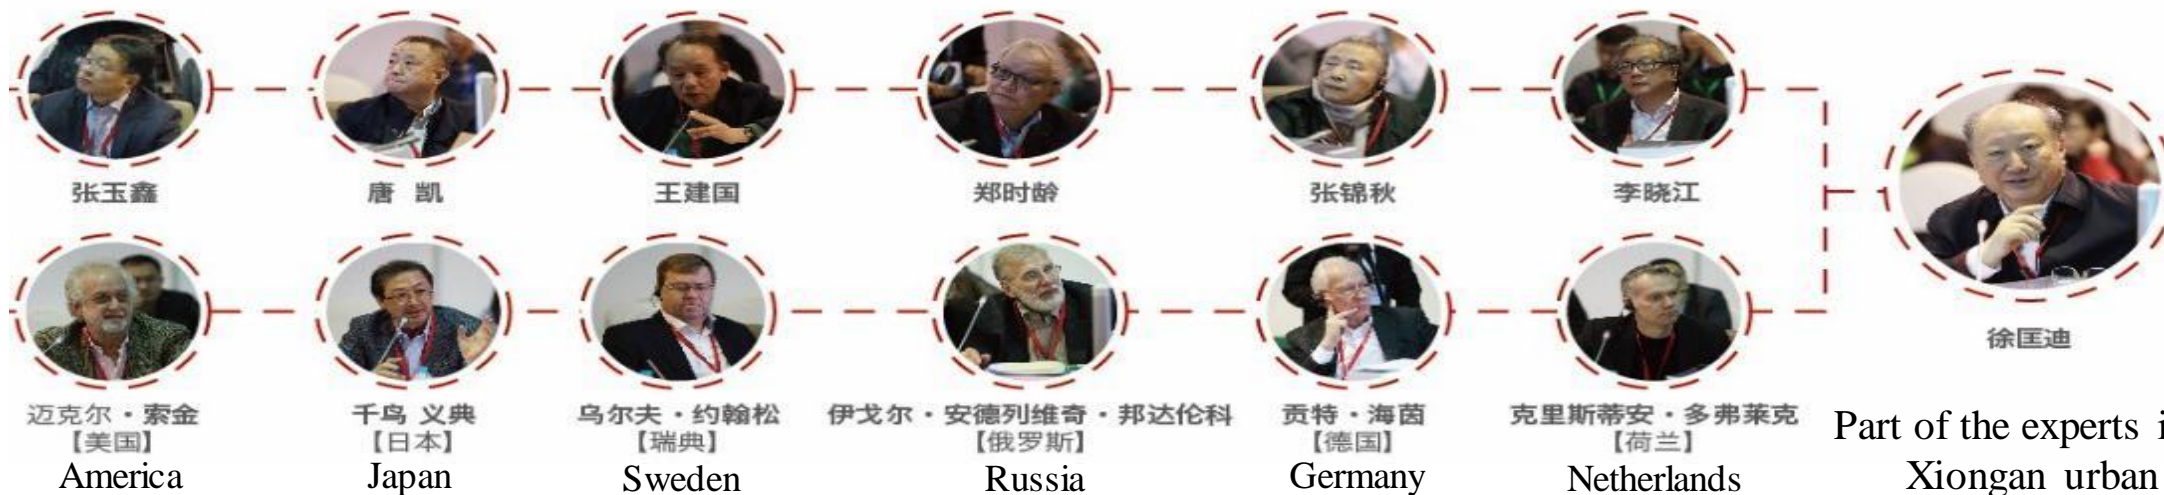 张玉鑫
唐 凯
王建国
郑时龄
张锦秋
李晓江
徐匡迪
迈克尔·索金
【美国】
America
千鸟 义典
【日本】
Japan
乌尔夫·约翰松
【瑞典】
Sweden
伊戈尔·安德列维奇·邦达伦科
【俄罗斯】
Russia
贡特·海茵
【德国】
Germany
克里斯蒂安·多弗莱克
【荷兰】
Netherlands
Part of the experts
Xiongan urban